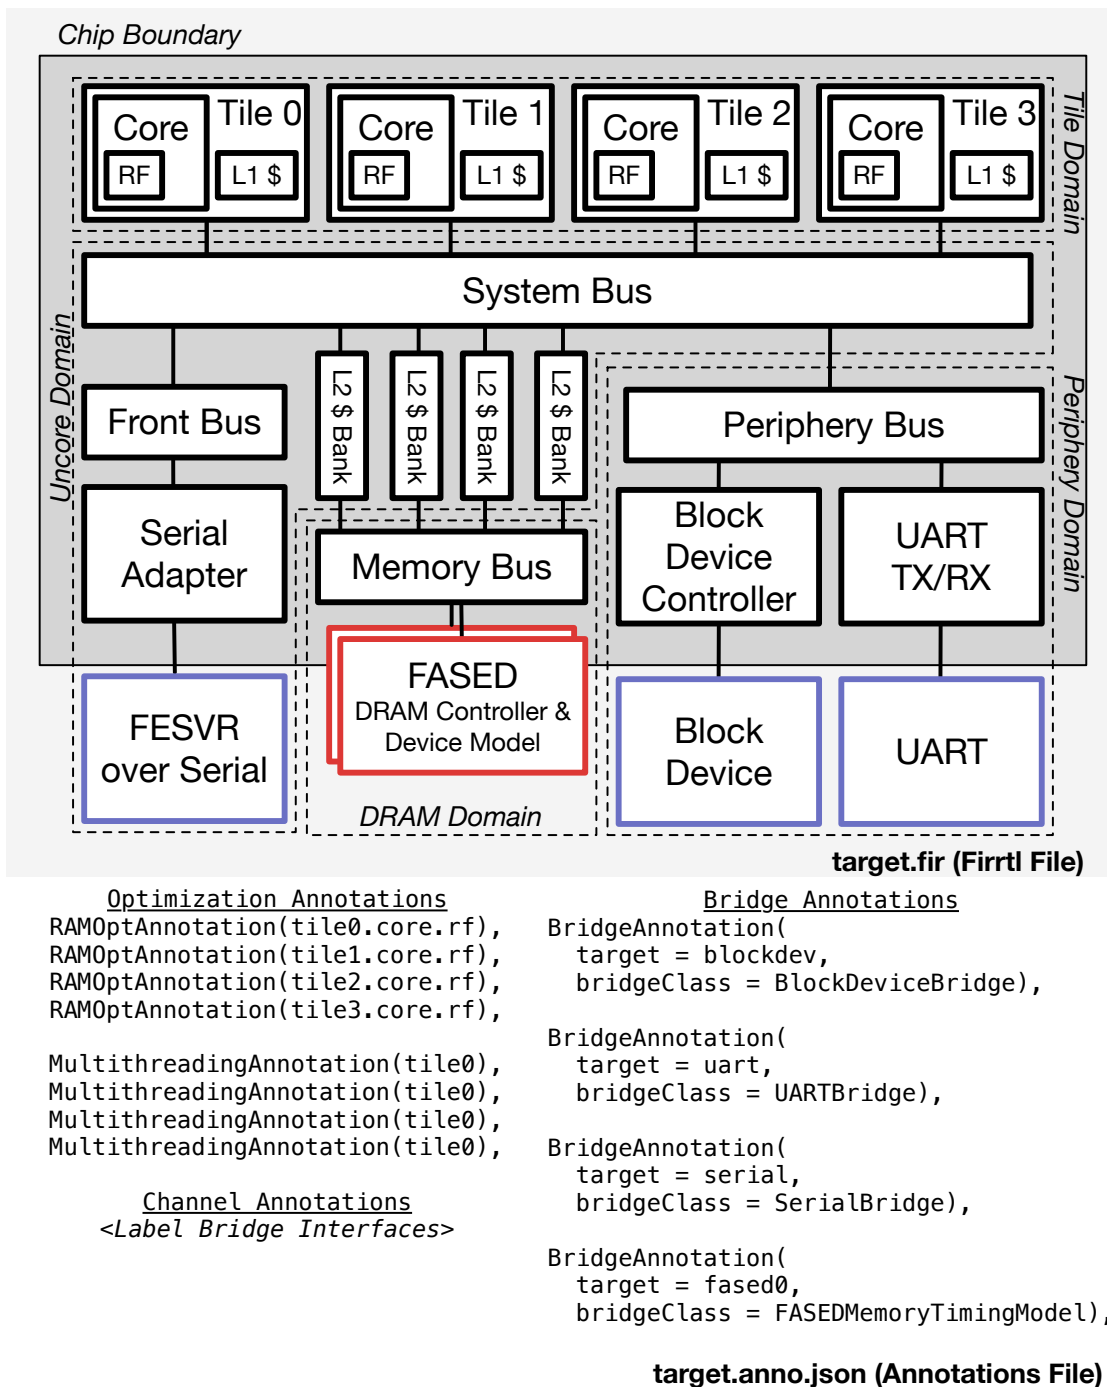 Chip Boundary
Tile 0
Core
RF
L1 $
Tile 1
Core
RF
L1 $
Tile 2
Core
RF
L1 $
Tile 3
Core
RF
L1 $
Tile Domain
System Bus
Uncore Domain
Front Bus
L2 $ Bank
L2 $ Bank
L2 $ Bank
L2 $ Bank
Periphery Bus
Periphery Domain
Serial
Adapter
Memory Bus
Block
Device
Controller
UART
TX/RX
FESVR
over Serial
FASED
DRAM Controller &
Device Model
Block
Device
UART
DRAM Domain
target.fir (Firrtl File)
Optimization Annotations
RAMOptAnnotation(tile0.core.rf),
RAMOptAnnotation(tile1.core.rf),
RAMOptAnnotation(tile2.core.rf),
RAMOptAnnotation(tile3.core.rf),
MultithreadingAnnotation(tile0),
MultithreadingAnnotation(tile0),
MultithreadingAnnotation(tile0),
MultithreadingAnnotation(tile0),
Channel Annotations
<Label Bridge Interfaces>
Bridge Annotations
BridgeAnnotation(
target = blockdev,
bridgeClass = BlockDeviceBridge),
BridgeAnnotation(
target = uart,
bridgeClass = UARTBridge),
BridgeAnnotation(
target = serial,
bridgeClass = SerialBridge),
BridgeAnnotation(
target = fased0,
bridgeClass = FASEDMemoryTimingModel),
target.anno.json (Annotations File)